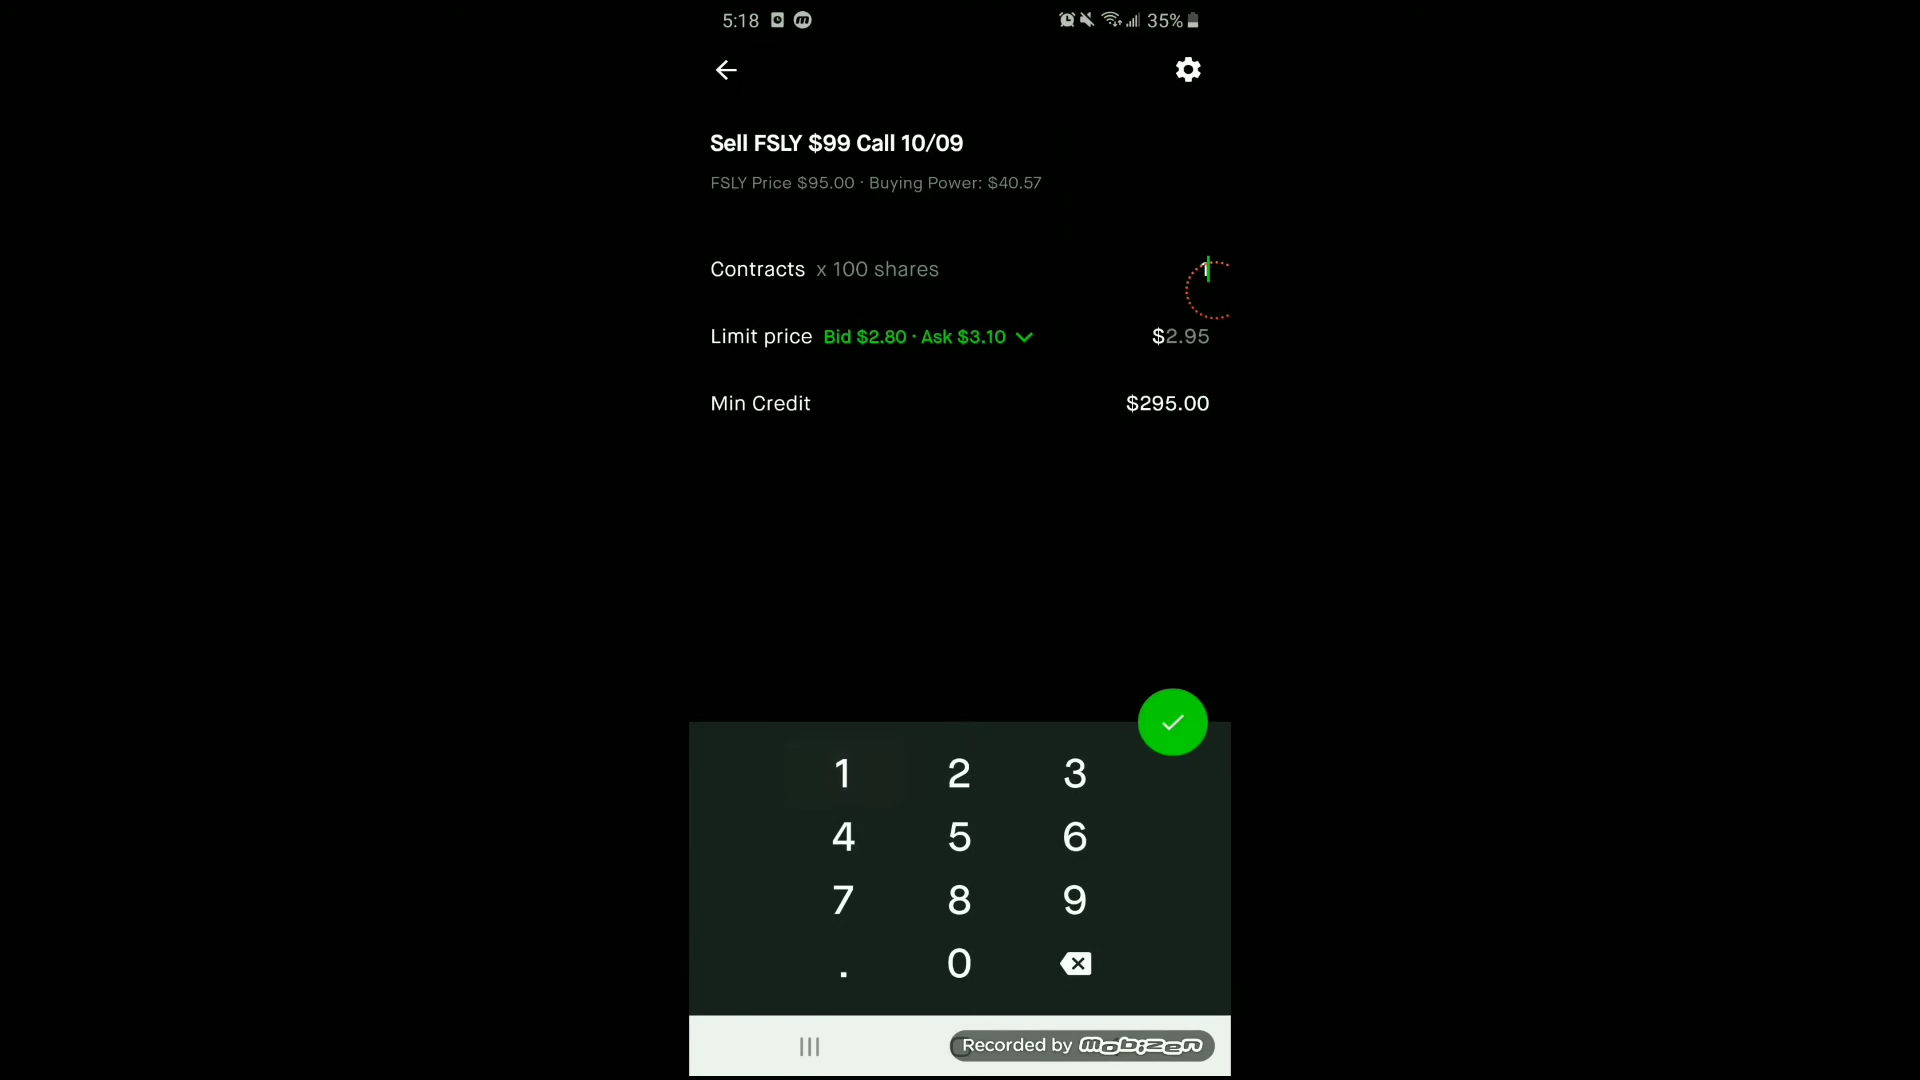 5:18 35%
Sell FSLY $99 Call 10/09
FSLY Price $95.00 · Buying Power: $40.57
Contracts x 100 shares 1
Limit price Bid $2.80 · Ask $3.10 $2.95
Min Credit $295.00
1 2 3
4 5 6
7 8 9
. 0
Recorded by mobizen